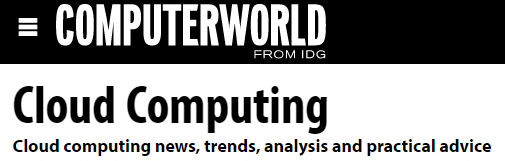 COMPUTERWORLD
FROM IDG
Cloud Computing
Cloud computing news, trends, analysis and practical advice